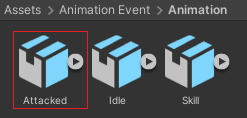 Assets > Animation Event > Animation
Attacked Idle Skill